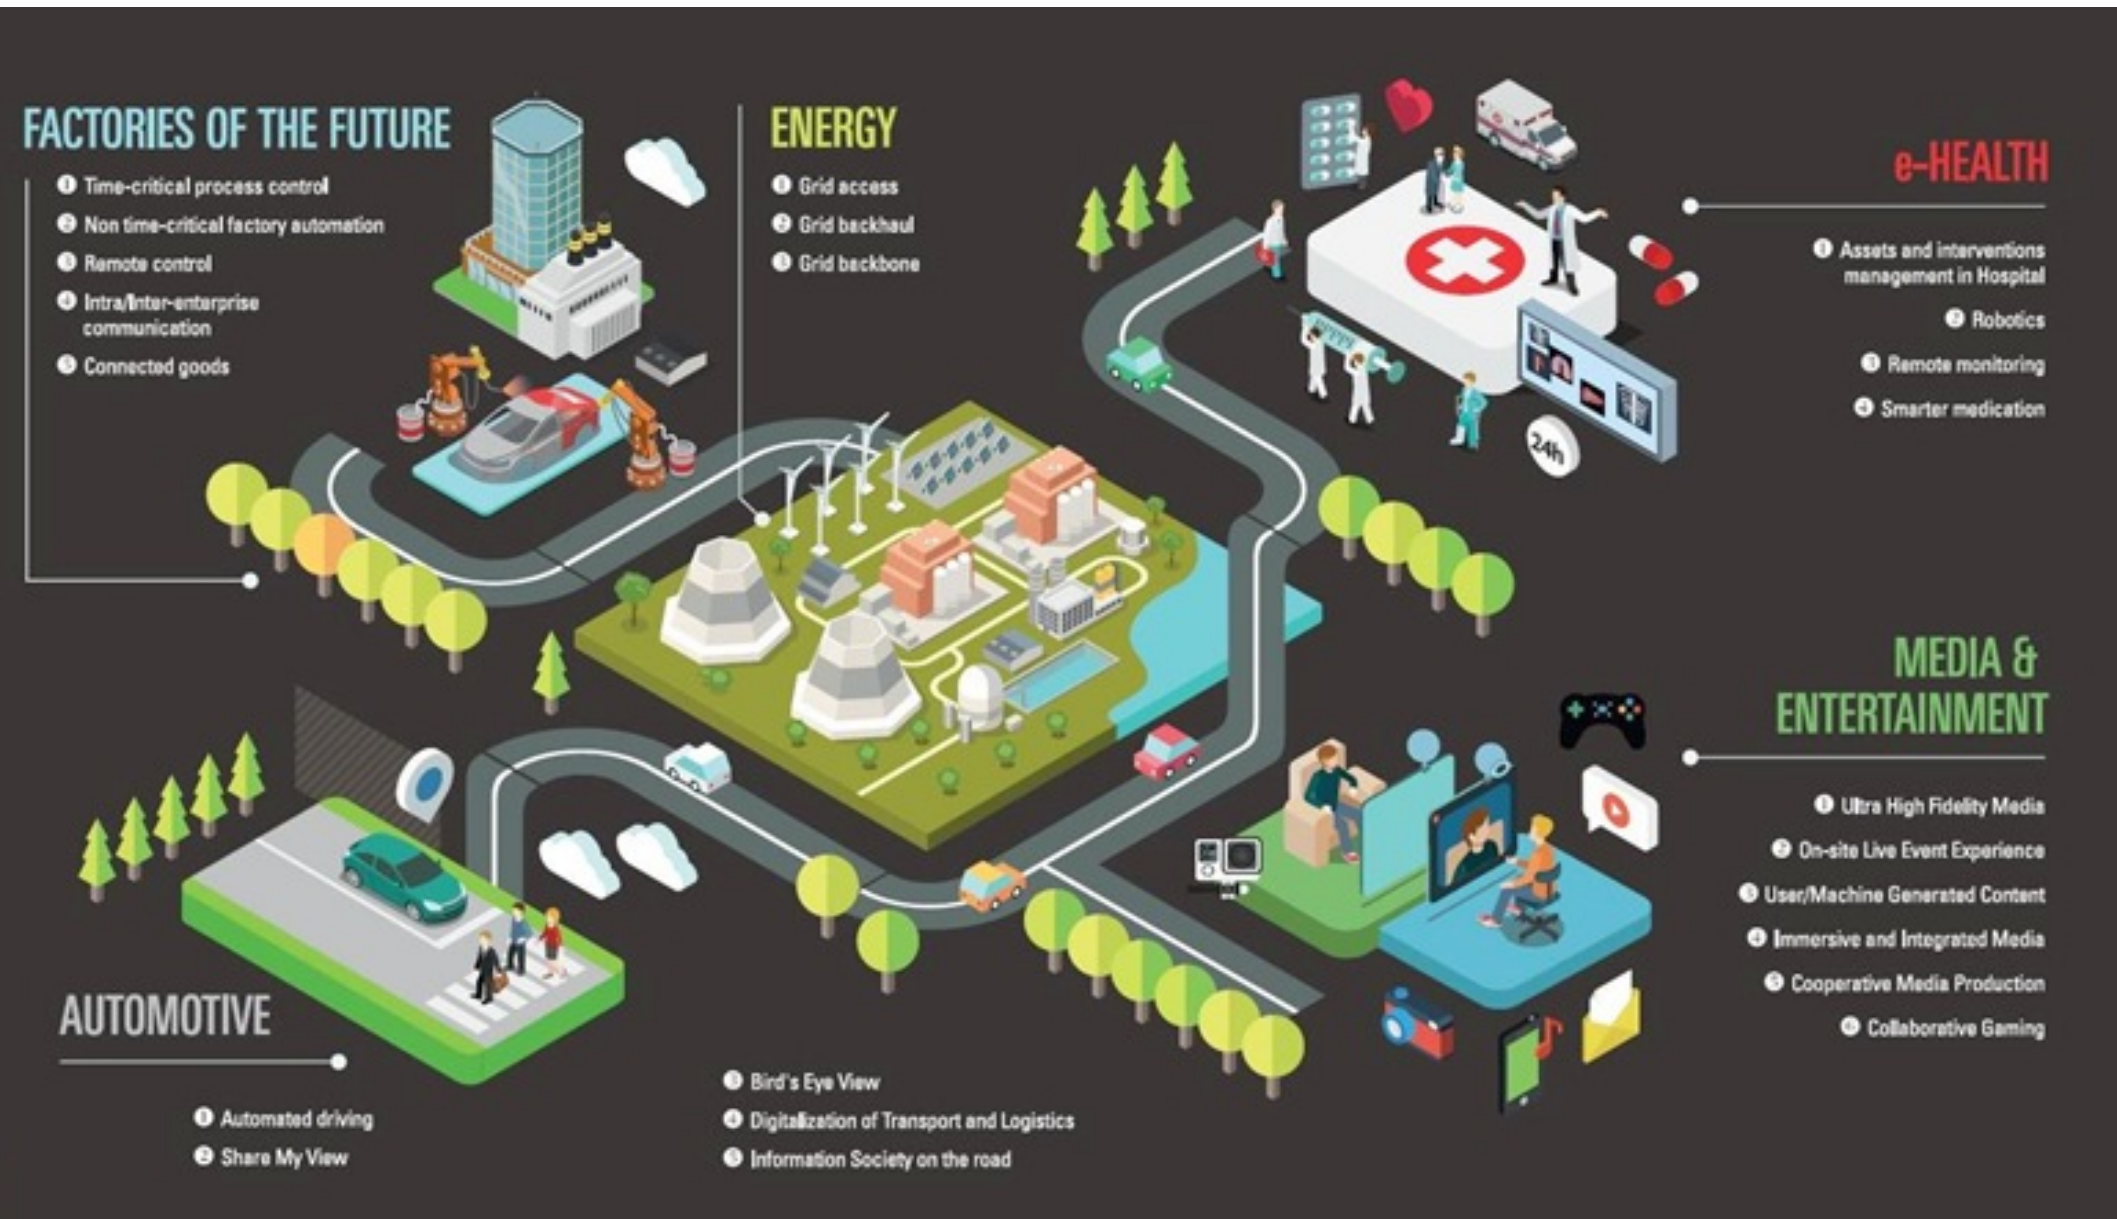 FACTORIES OF THE FUTURE
1 Time-critical process control
2 Non time-critical factory automation
3 Remote control
4 Intra/Inter-enterprise
communication
5 Connected goods
ENERGY
1 Grid access
2 Grid backhaul
3 Grid backbone
e-HEALTH
1 Assets and interventions
management in Hospital
2 Robotics
3 Remote monitoring
4 Smarter medication
24h
MEDIA &
ENTERTAINMENT
1 Ultra High Fidelity Media
2 On-site Live Event Experience
3 User/Machine Generated Content
4 Immersive and Integrated Media
5 Cooperative Media Production
6 Collaborative Gaming
AUTOMOTIVE
1 Automated driving
2 Share My View
3 Bird's Eye View
4 Digitalization of Transport and Logistics
5 Information Society on the road